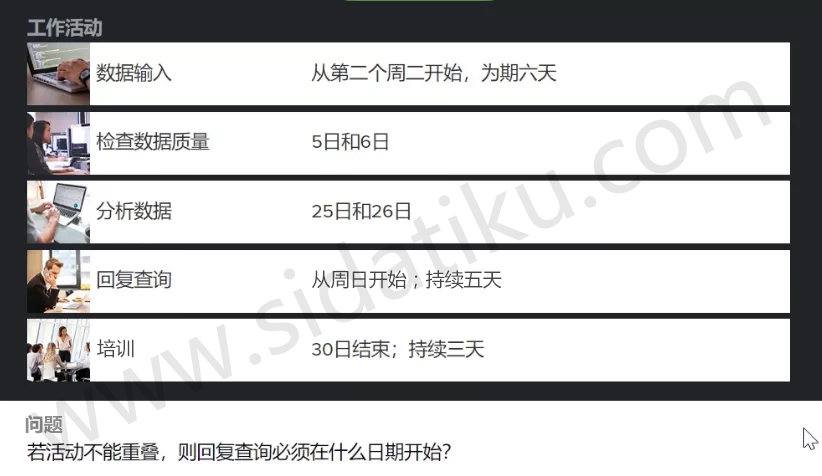 工作活动
数据输入 从第二个周二开始，为期六天
检查数据质量 5日和6日
分析数据 25日和26日
回复查询 从周日开始；持续五天
培训 30日结束；持续三天
www.sidatiku.com
问题
若活动不能重叠，则回复查询必须在什么日期开始?